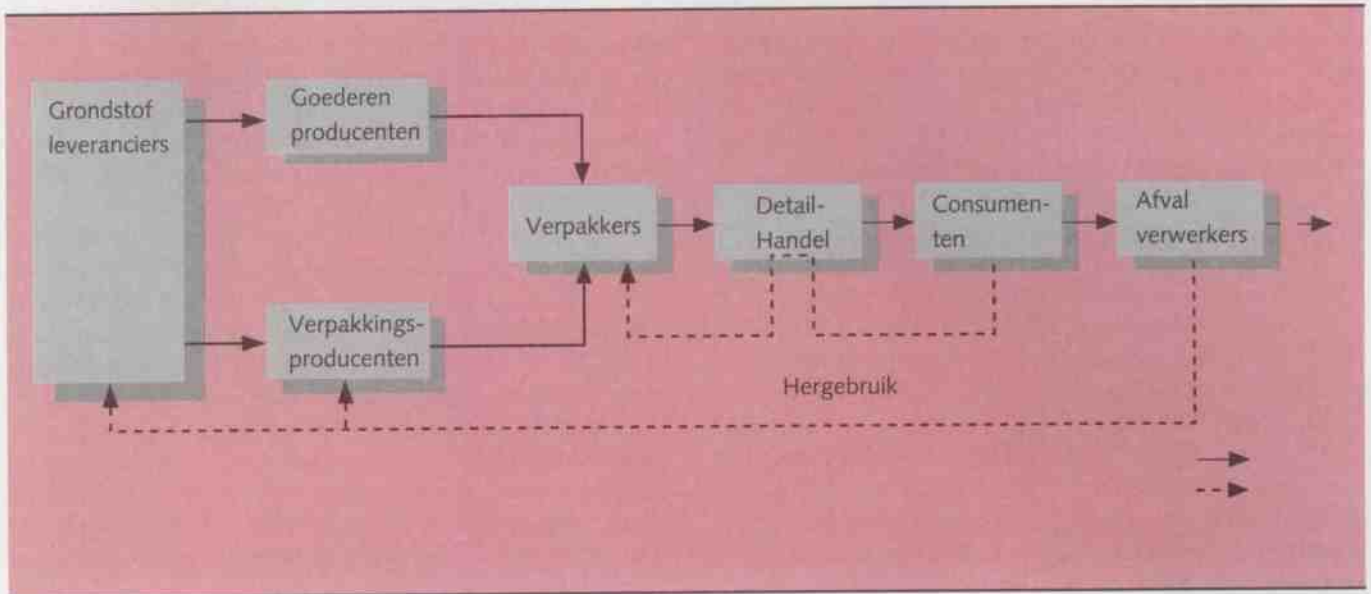 Grondstof
leveranciers
Goederen
producenten
Verpakkings-
producenten
Verpakkers
Detail-
Handel
Consumen-
ten
Afval
verwerkers
Hergebruik